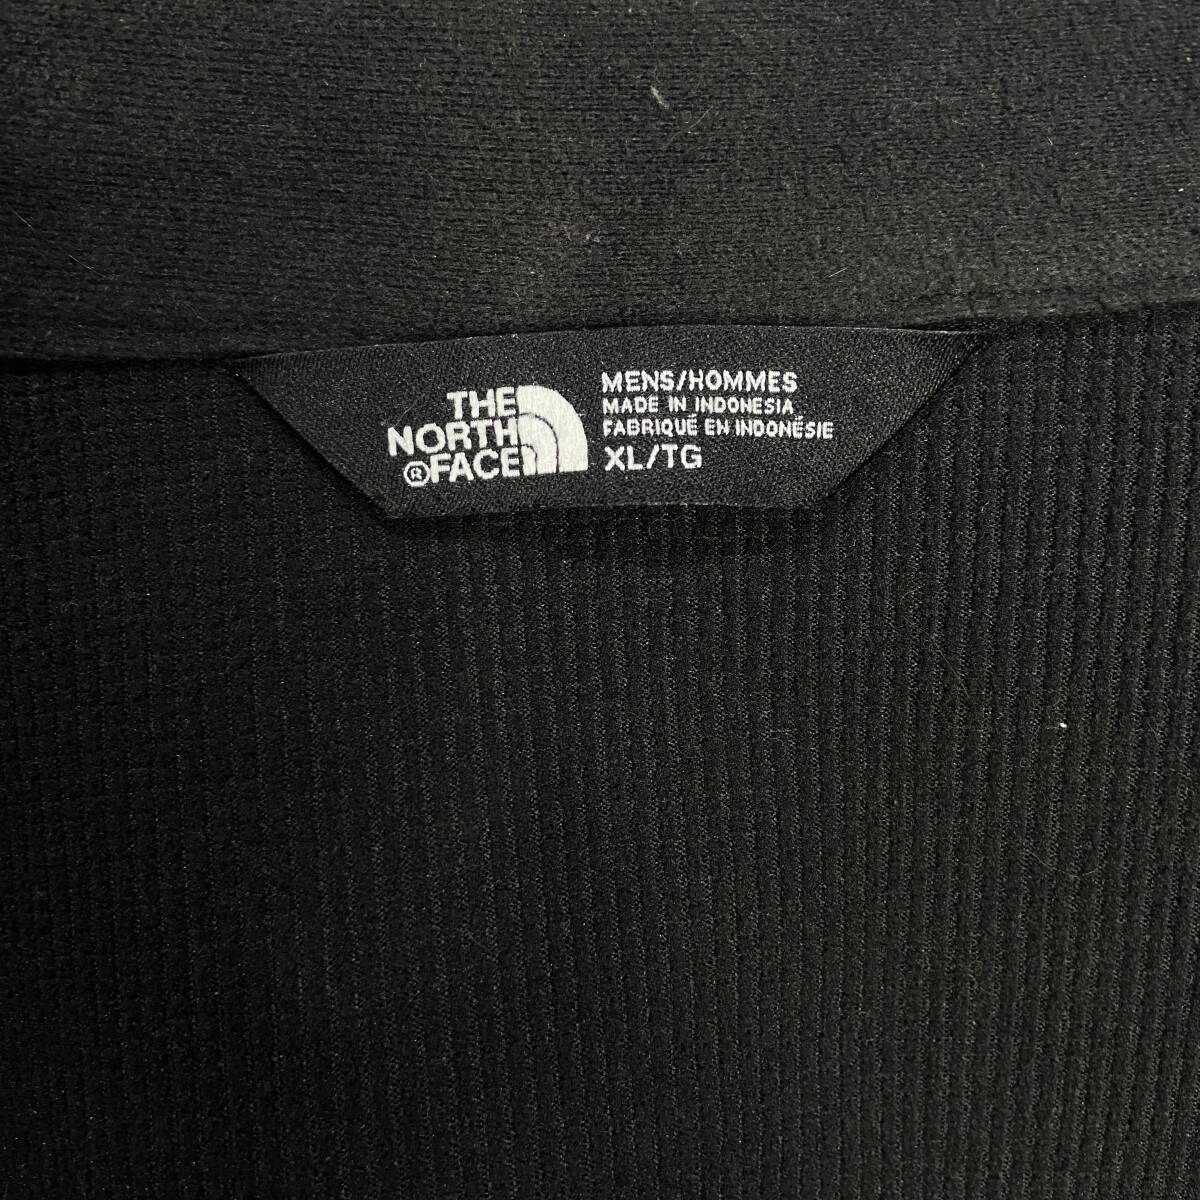 THE
NORTH
®FACE
MENS/HOMMES
MADE IN INDONESIA
FABRIQUÉ EN INDONÉSIE
XL/TG